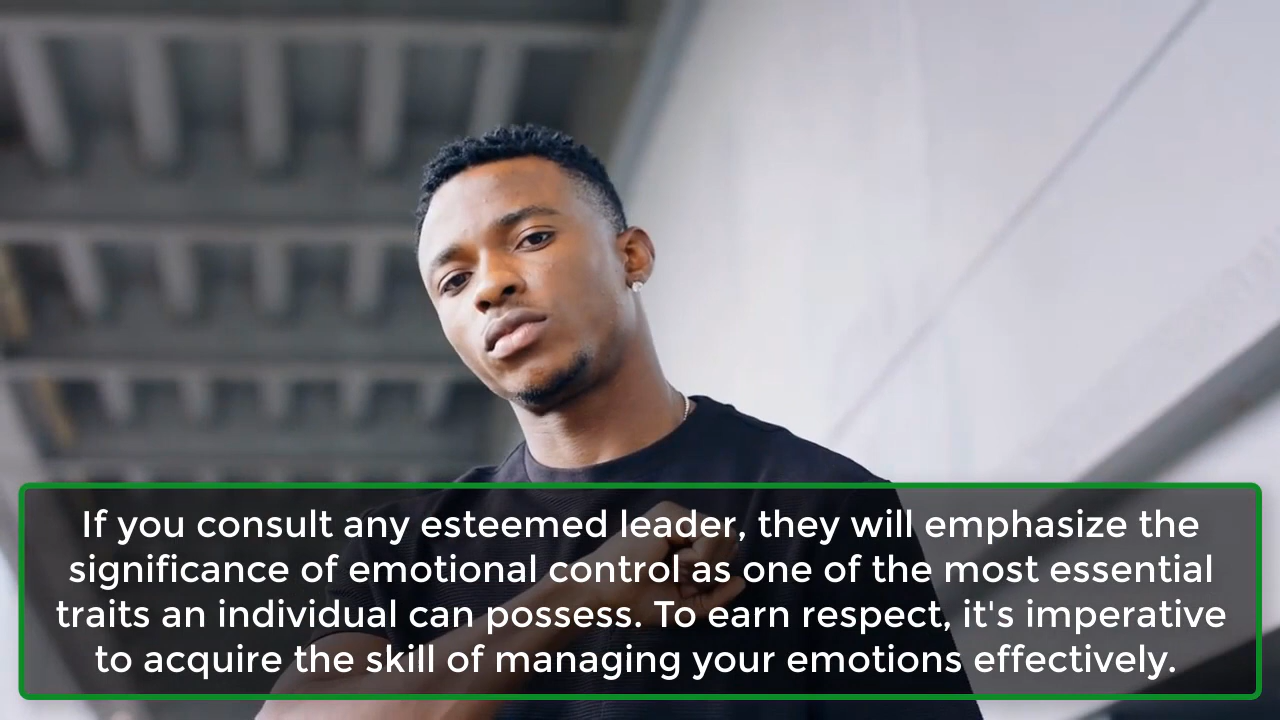 If you consult any esteemed leader, they will emphasize the
significance of emotional control as one of the most essential
traits an individual can possess. To earn respect, it's imperative
to acquire the skill of managing your emotions effectively.